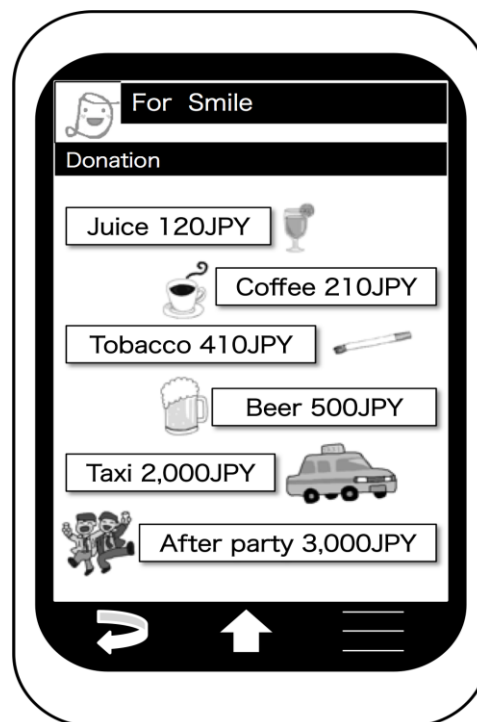 For Smile
Donation
Juice 120JPY
Coffee 210JPY
Tobacco 410JPY
Beer 500JPY
Taxi 2,000JPY
After party 3,000JPY